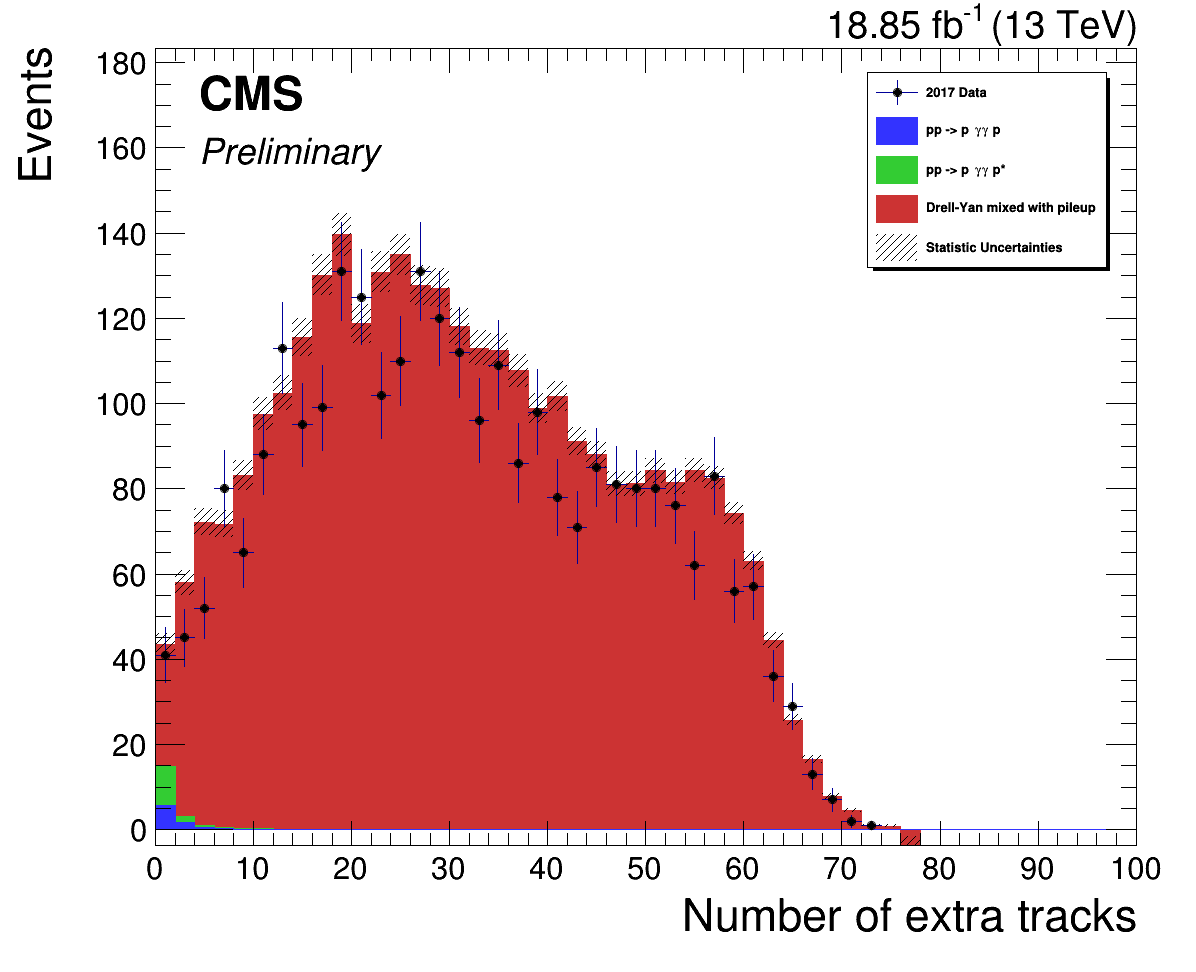 18.85 fb-1 (13 TeV)
Events
180
160
140
120
100
80
60
40
20
0
CMS
Preliminary
2017 Data
pp -> p γγ p
pp -> p γγ p*
Drell-Yan mixed with pileup
Statistic Uncertainties
0 10 20 30 40 50 60 70 80 90 100
Number of extra tracks